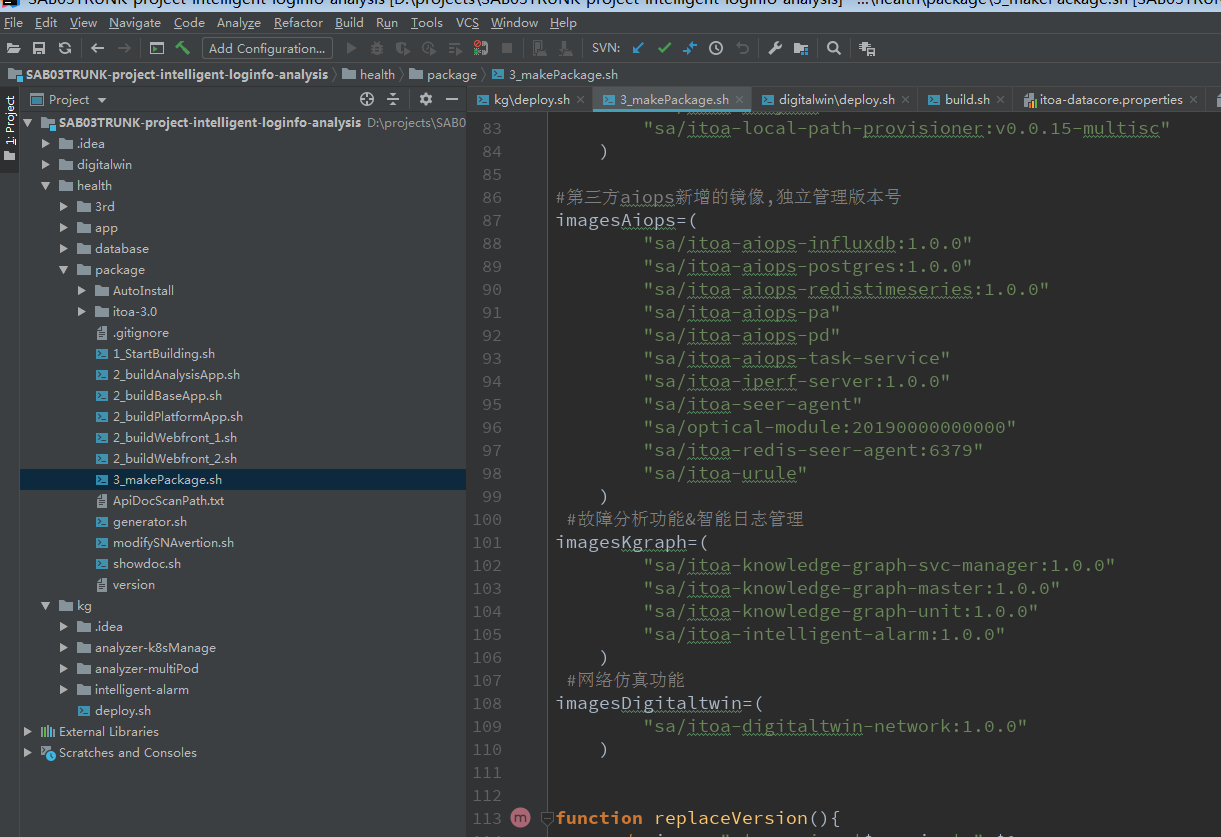 SAB03TRUNK-project-intelligent-loginfo-analysis [D:\projects\SAB03TRUNK-project-intelligent-loginfo-analysis] - ...\health\package\3_makePackage.sh [SAB03TRUNK
File Edit View Navigate Code Analyze Refactor Build Run Tools VCS Window Help
Add Configuration... SVN:
SAB03TRUNK-project-intelligent-loginfo-analysis health package 3_makePackage.sh
1: Project
Project
kg\deploy.sh 3_makePackage.sh digitalwin\deploy.sh build.sh itoa-datacore.properties
SAB03TRUNK-project-intelligent-loginfo-analysis D:\projects\SAB0
.idea
digitalwin
health
3rd
app
database
package
AutoInstall
itoa-3.0
.gitignore
1_StartBuilding.sh
2_buildAnalysisApp.sh
2_buildBaseApp.sh
2_buildPlatformApp.sh
2_buildWebfront_1.sh
2_buildWebfront_2.sh
3_makePackage.sh
ApiDocScanPath.txt
generator.sh
modifySNAvertion.sh
showdoc.sh
version
kg
.idea
analyzer-k8sManage
analyzer-multiPod
intelligent-alarm
deploy.sh
External Libraries
Scratches and Consoles
83 "sa/itoa-local-path-provisioner:v0.0.15-multisc"
84 )
85
86 #第三方aiops新增的镜像,独立管理版本号
87 imagesAiops=(
88 "sa/itoa-aiops-influxdb:1.0.0"
89 "sa/itoa-aiops-postgres:1.0.0"
90 "sa/itoa-aiops-redistimeseries:1.0.0"
91 "sa/itoa-aiops-pa"
92 "sa/itoa-aiops-pd"
93 "sa/itoa-aiops-task-service"
94 "sa/itoa-iperf-server:1.0.0"
95 "sa/itoa-seer-agent"
96 "sa/optical-module:20190000000000"
97 "sa/itoa-redis-seer-agent:6379"
98 "sa/itoa-urule"
99 )
100 #故障分析功能&智能日志管理
101 imagesKgraph=(
102 "sa/itoa-knowledge-graph-svc-manager:1.0.0"
103 "sa/itoa-knowledge-graph-master:1.0.0"
104 "sa/itoa-knowledge-graph-unit:1.0.0"
105 "sa/itoa-intelligent-alarm:1.0.0"
106 )
107 #网络仿真功能
108 imagesDigitaltwin=(
109 "sa/itoa-digitaltwin-network:1.0.0"
110 )
111
112
113 m function replaceVersion(){